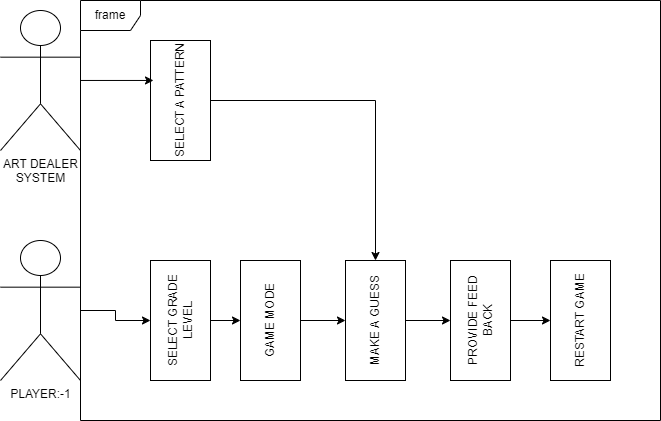 frame
SELECT A PATTERN
ART DEALER
SYSTEM
SELECT GRADE
LEVEL
GAME MODE
MAKE A GUESS
PROVIDE FEED
BACK
RESTART GAME
PLAYER:-1